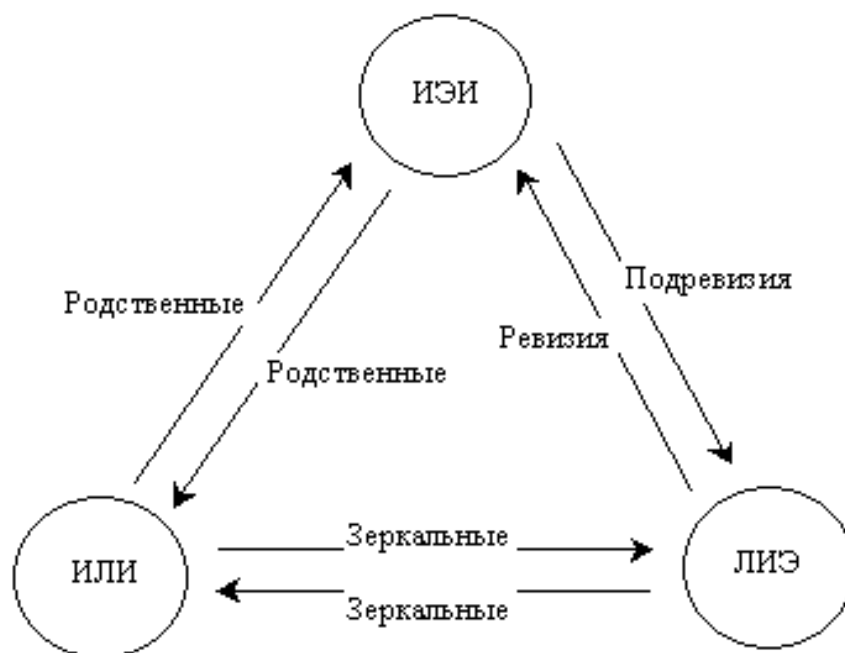 ИЭИ
Подревизия
Родственные
Ревизия
Родственные
Зеркальные
ИЛИ
ЛИЭ
Зеркальные